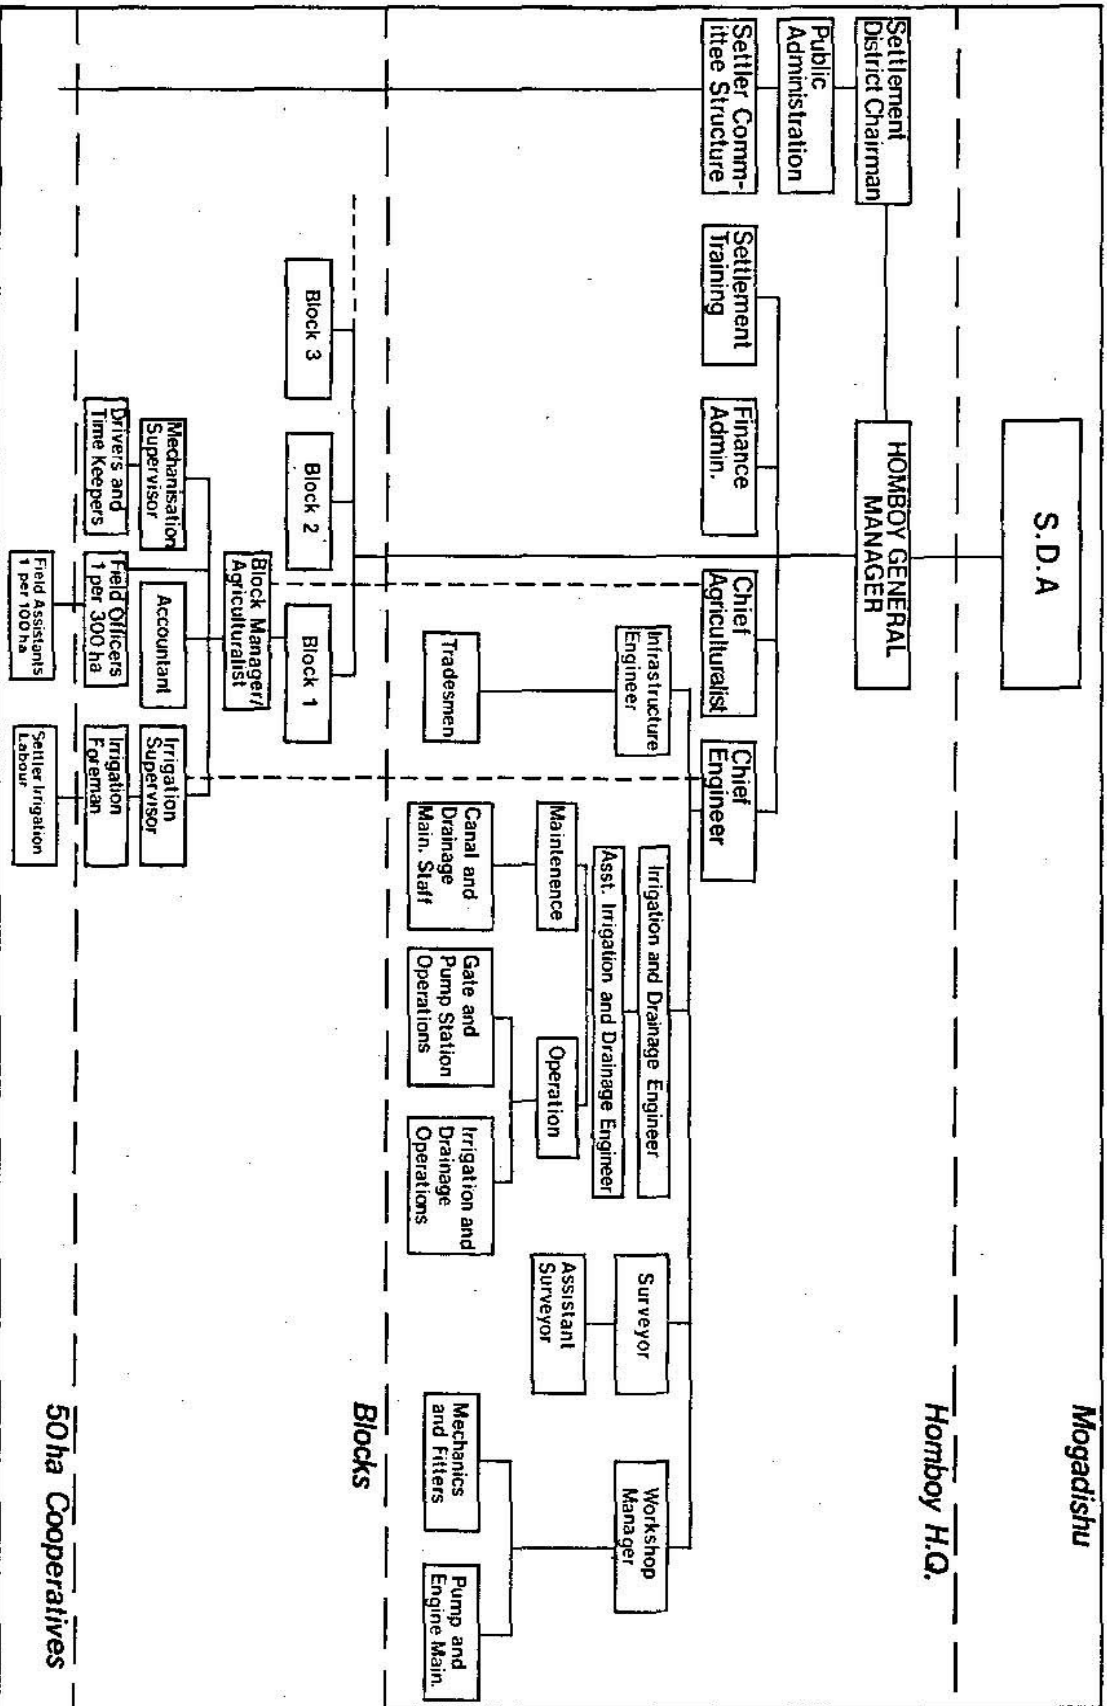 Mogadishu
S.D.A
Homboy H.Q.
Settlement
District Chairman
HOMBOY GENERAL
MANAGER
Public
Administration
Settler Comm-
ittee Structure
Settlement
Training
Finance
Admin.
Chief
Agriculturalist
Chief
Engineer
Infrastructure
Engineer
Irrigation and Drainage Engineer
Asst. Irrigation and Drainage Engineer
Surveyor
Workshop
Manager
Maintenence
Operation
Assistant
Surveyor
Tradesmen
Canal and
Drainage
Main. Staff
Gate and
Pump Station
Operations
Irrigation and
Drainage
Operations
Mechanics
and Fitters
Pump and
Engine Main.
Blocks
Block 3
Block 2
Block 1
Block Manager/
Agriculturalist
Mechanisation
Supervisor
Accountant
Irrigation
Supervisor
Drivers and
Time Keepers
Field Officers
1 per 300 ha
Irrigation
Foreman
50 ha Cooperatives
Field Assistants
1 per 100 ha
Settler Irrigation
Labour